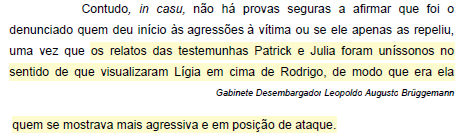 Contudo, in casu, não há provas seguras a afirmar que foi o
denunciado quem deu início às agressões à vítima ou se ele apenas as repeliu,
uma vez que os relatos das testemunhas Patrick e Julia foram uníssonos no
sentido de que visualizaram Lígia em cima de Rodrigo, de modo que era ela
Gabinete Desembargador Leopoldo Augusto Brüggemann
quem se mostrava mais agressiva e em posição de ataque.